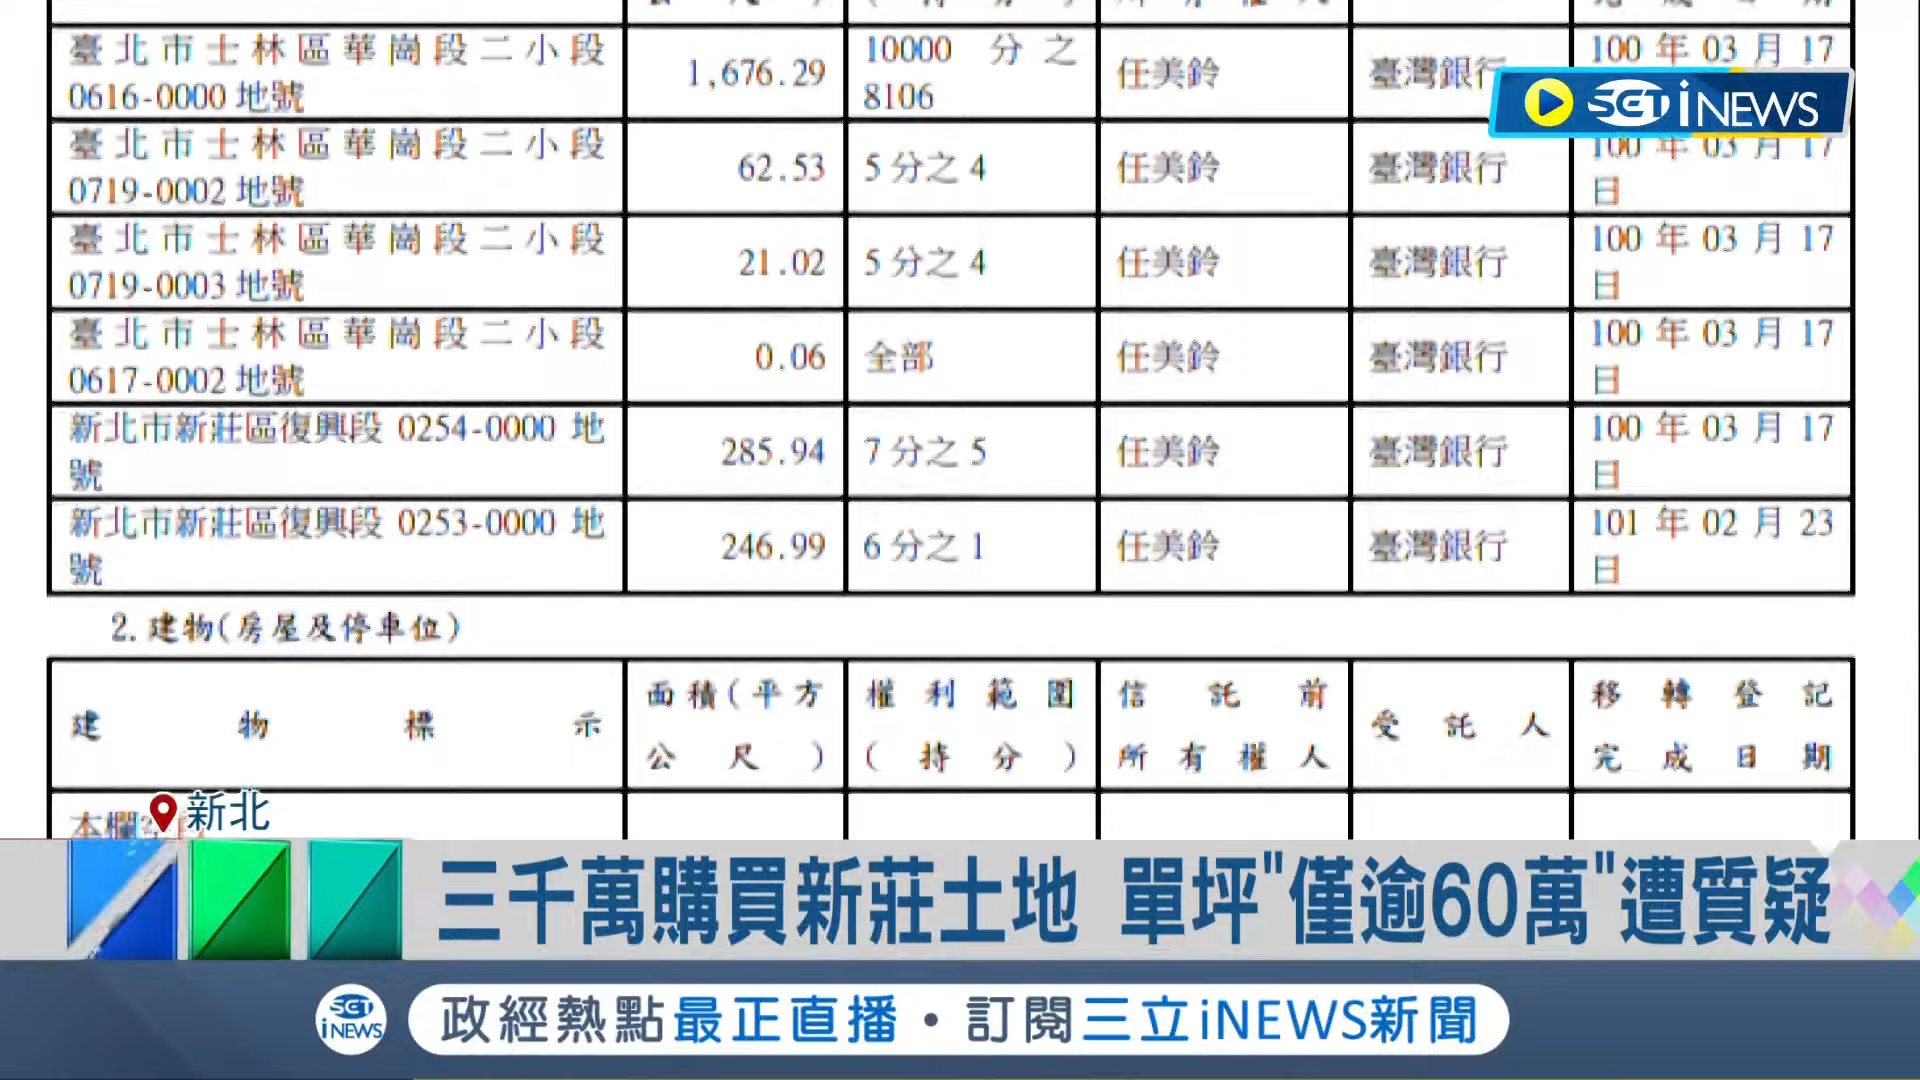 臺北市士林區華崗段二小段
0616-0000 地號
1,676.29
10000 分之
8106
任美鈴
臺灣銀行
100 年 03 月 17
SET iNEWS
臺北市士林區華崗段二小段
0719-0002 地號
62.53
5 分之 4
任美鈴
臺灣銀行
100 年 03 月 17
日
臺北市士林區華崗段二小段
0719-0003 地號
21.02
5 分之 4
任美鈴
臺灣銀行
100 年 03 月 17
日
臺北市士林區華崗段二小段
0617-0002 地號
0.06
全部
任美鈴
臺灣銀行
100 年 03 月 17
日
新北市新莊區復興段 0254-0000 地
號
285.94
7 分之 5
任美鈴
臺灣銀行
100 年 03 月 17
日
新北市新莊區復興段 0253-0000 地
號
246.99
6 分之 1
任美鈴
臺灣銀行
101 年 02 月 23
日
2. 建物(房屋及停車位)
建物標示
面積(平方
公尺)
權利範圍
(持分)
信託前
所有權人
受託人
移轉登記
完成日期
本欄
新北
三千萬購買新莊土地 單坪"僅逾60萬"遭質疑
SET iNEWS
政經熱點最正直播・訂閱三立iNEWS新聞